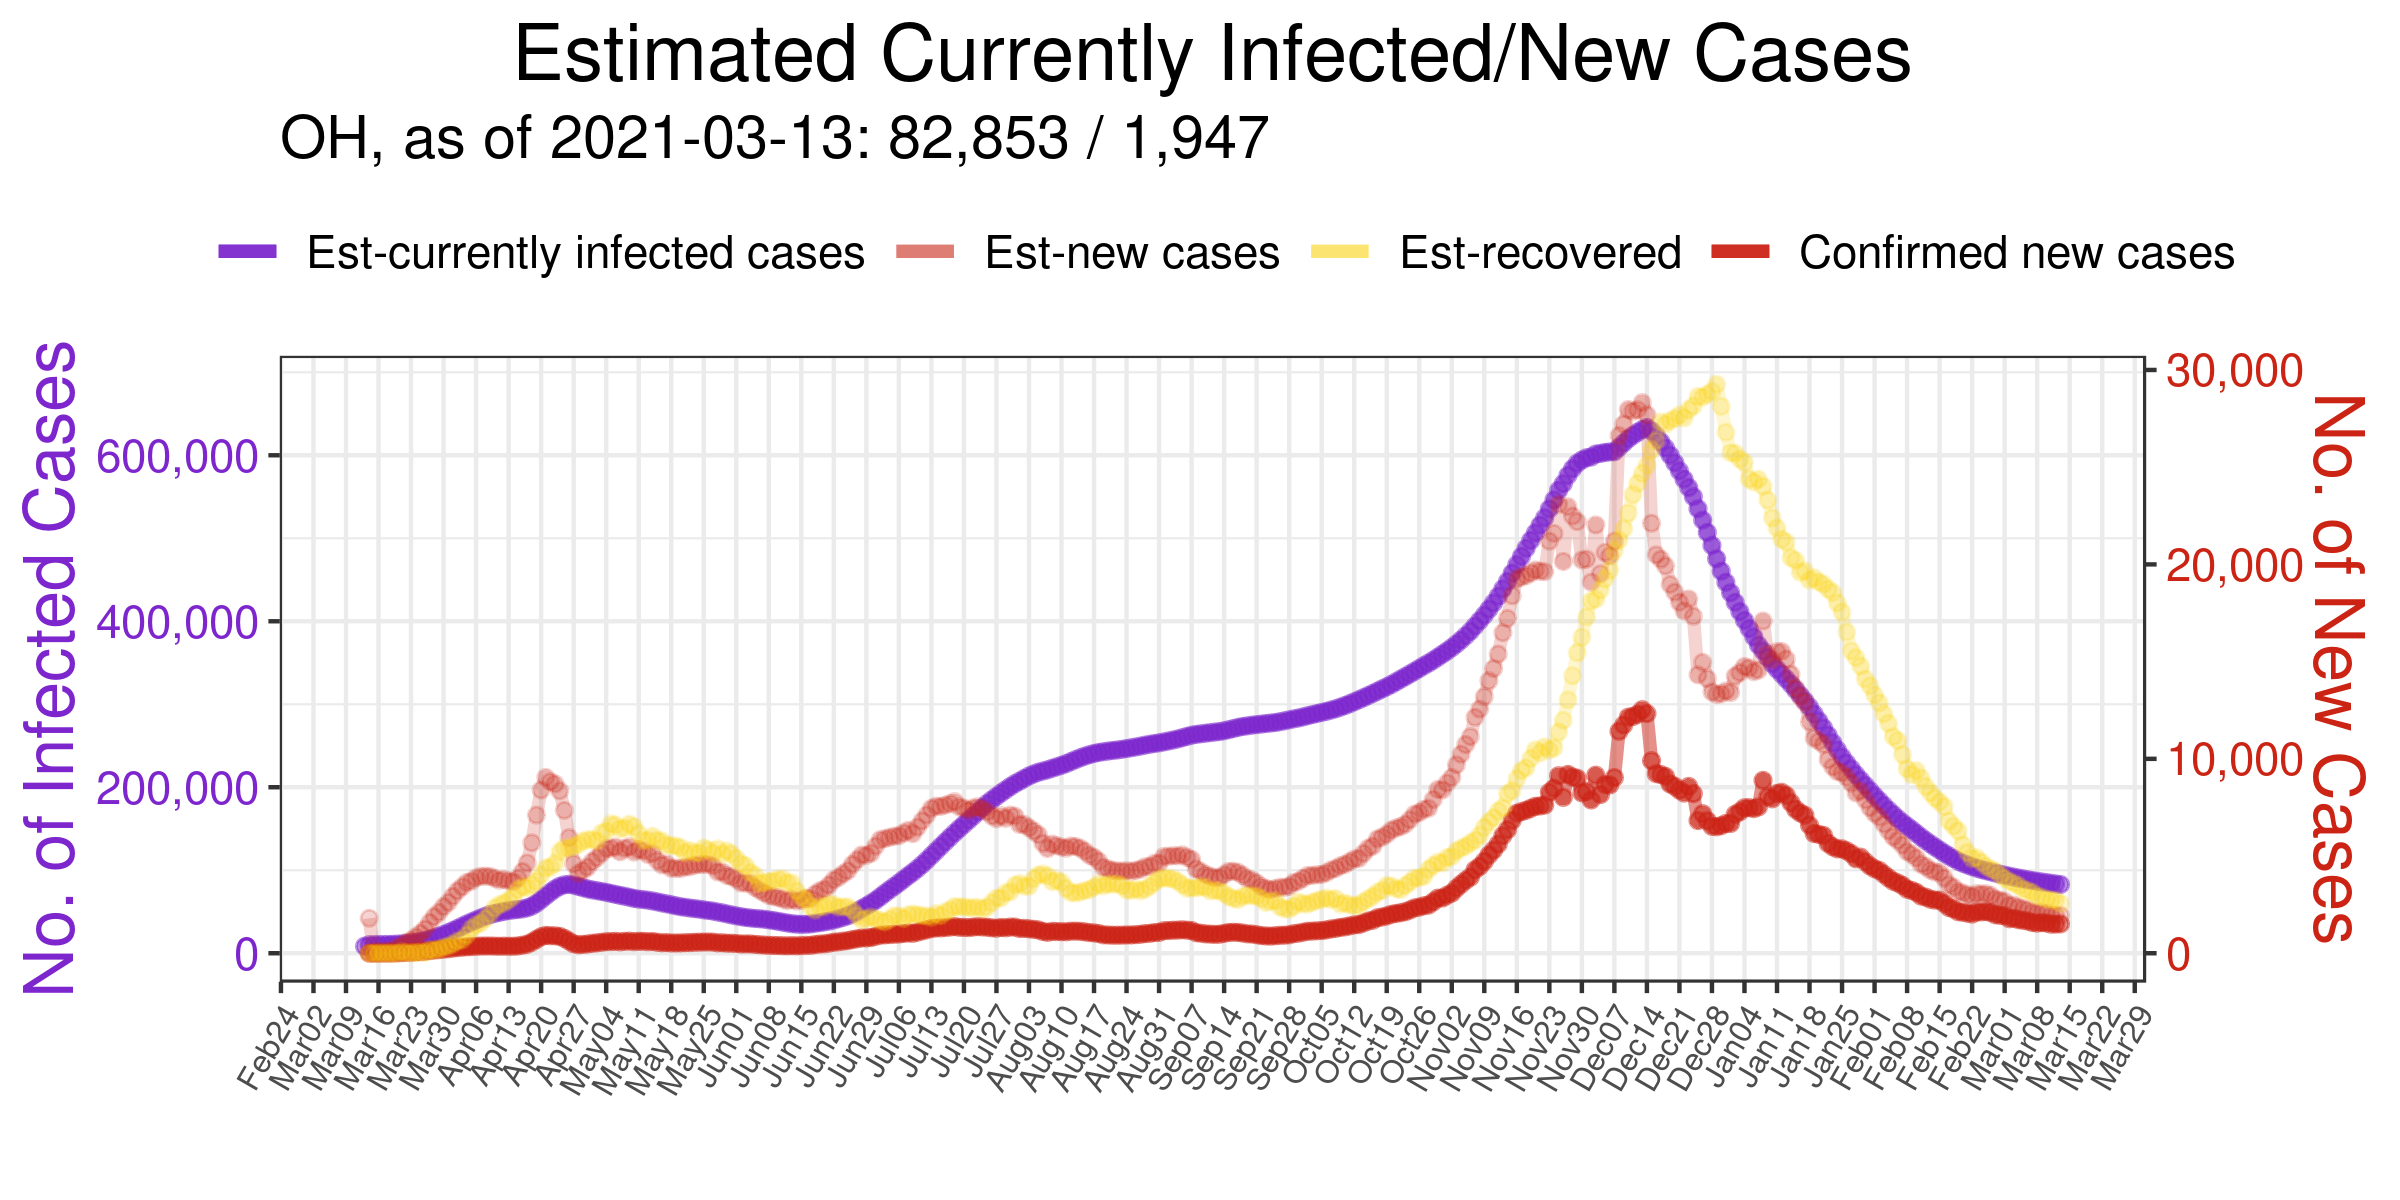 Estimated Currently Infected/New Cases
OH, as of 2021-03-13: 82,853 / 1,947
Est-currently infected cases Est-new cases Est-recovered Confirmed new cases
No. of Infected Cases
600,000
400,000
200,000
0
30,000
20,000
10,000
0
No. of New Cases
Feb24 Mar02 Mar09 Mar16 Mar23 Mar30 Apr06 Apr13 Apr20 Apr27 May04 May11 May18 May25 Jun01 Jun08 Jun15 Jun22 Jun29 Jul06 Jul13 Jul20 Jul27 Aug03 Aug10 Aug17 Aug24 Aug31 Sep07 Sep14 Sep21 Sep28 Oct05 Oct12 Oct19 Oct26 Nov02 Nov09 Nov16 Nov23 Nov30 Dec07 Dec14 Dec21 Dec28 Jan04 Jan11 Jan18 Jan25 Feb01 Feb08 Feb15 Feb22 Mar01 Mar08 Mar15 Mar22 Mar29